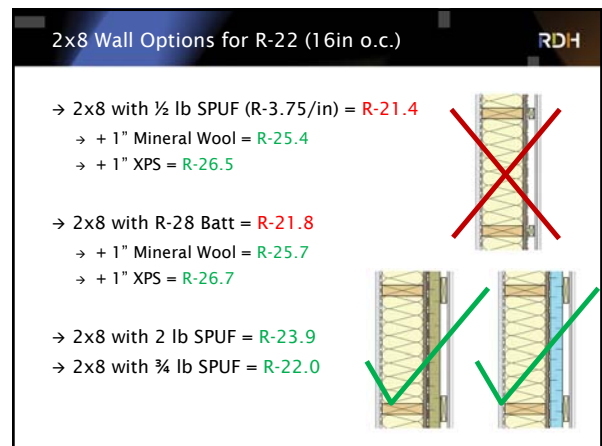 2x8 Wall Options for R-22 (16in o.c.)
RDH
→ 2x8 with ½ lb SPUF (R-3.75/in) = R-21.4
→ + 1” Mineral Wool = R-25.4
→ + 1” XPS = R-26.5
→ 2x8 with R-28 Batt = R-21.8
→ + 1” Mineral Wool = R-25.7
→ + 1” XPS = R-26.7
→ 2x8 with 2 lb SPUF = R-23.9
→ 2x8 with ¾ lb SPUF = R-22.0